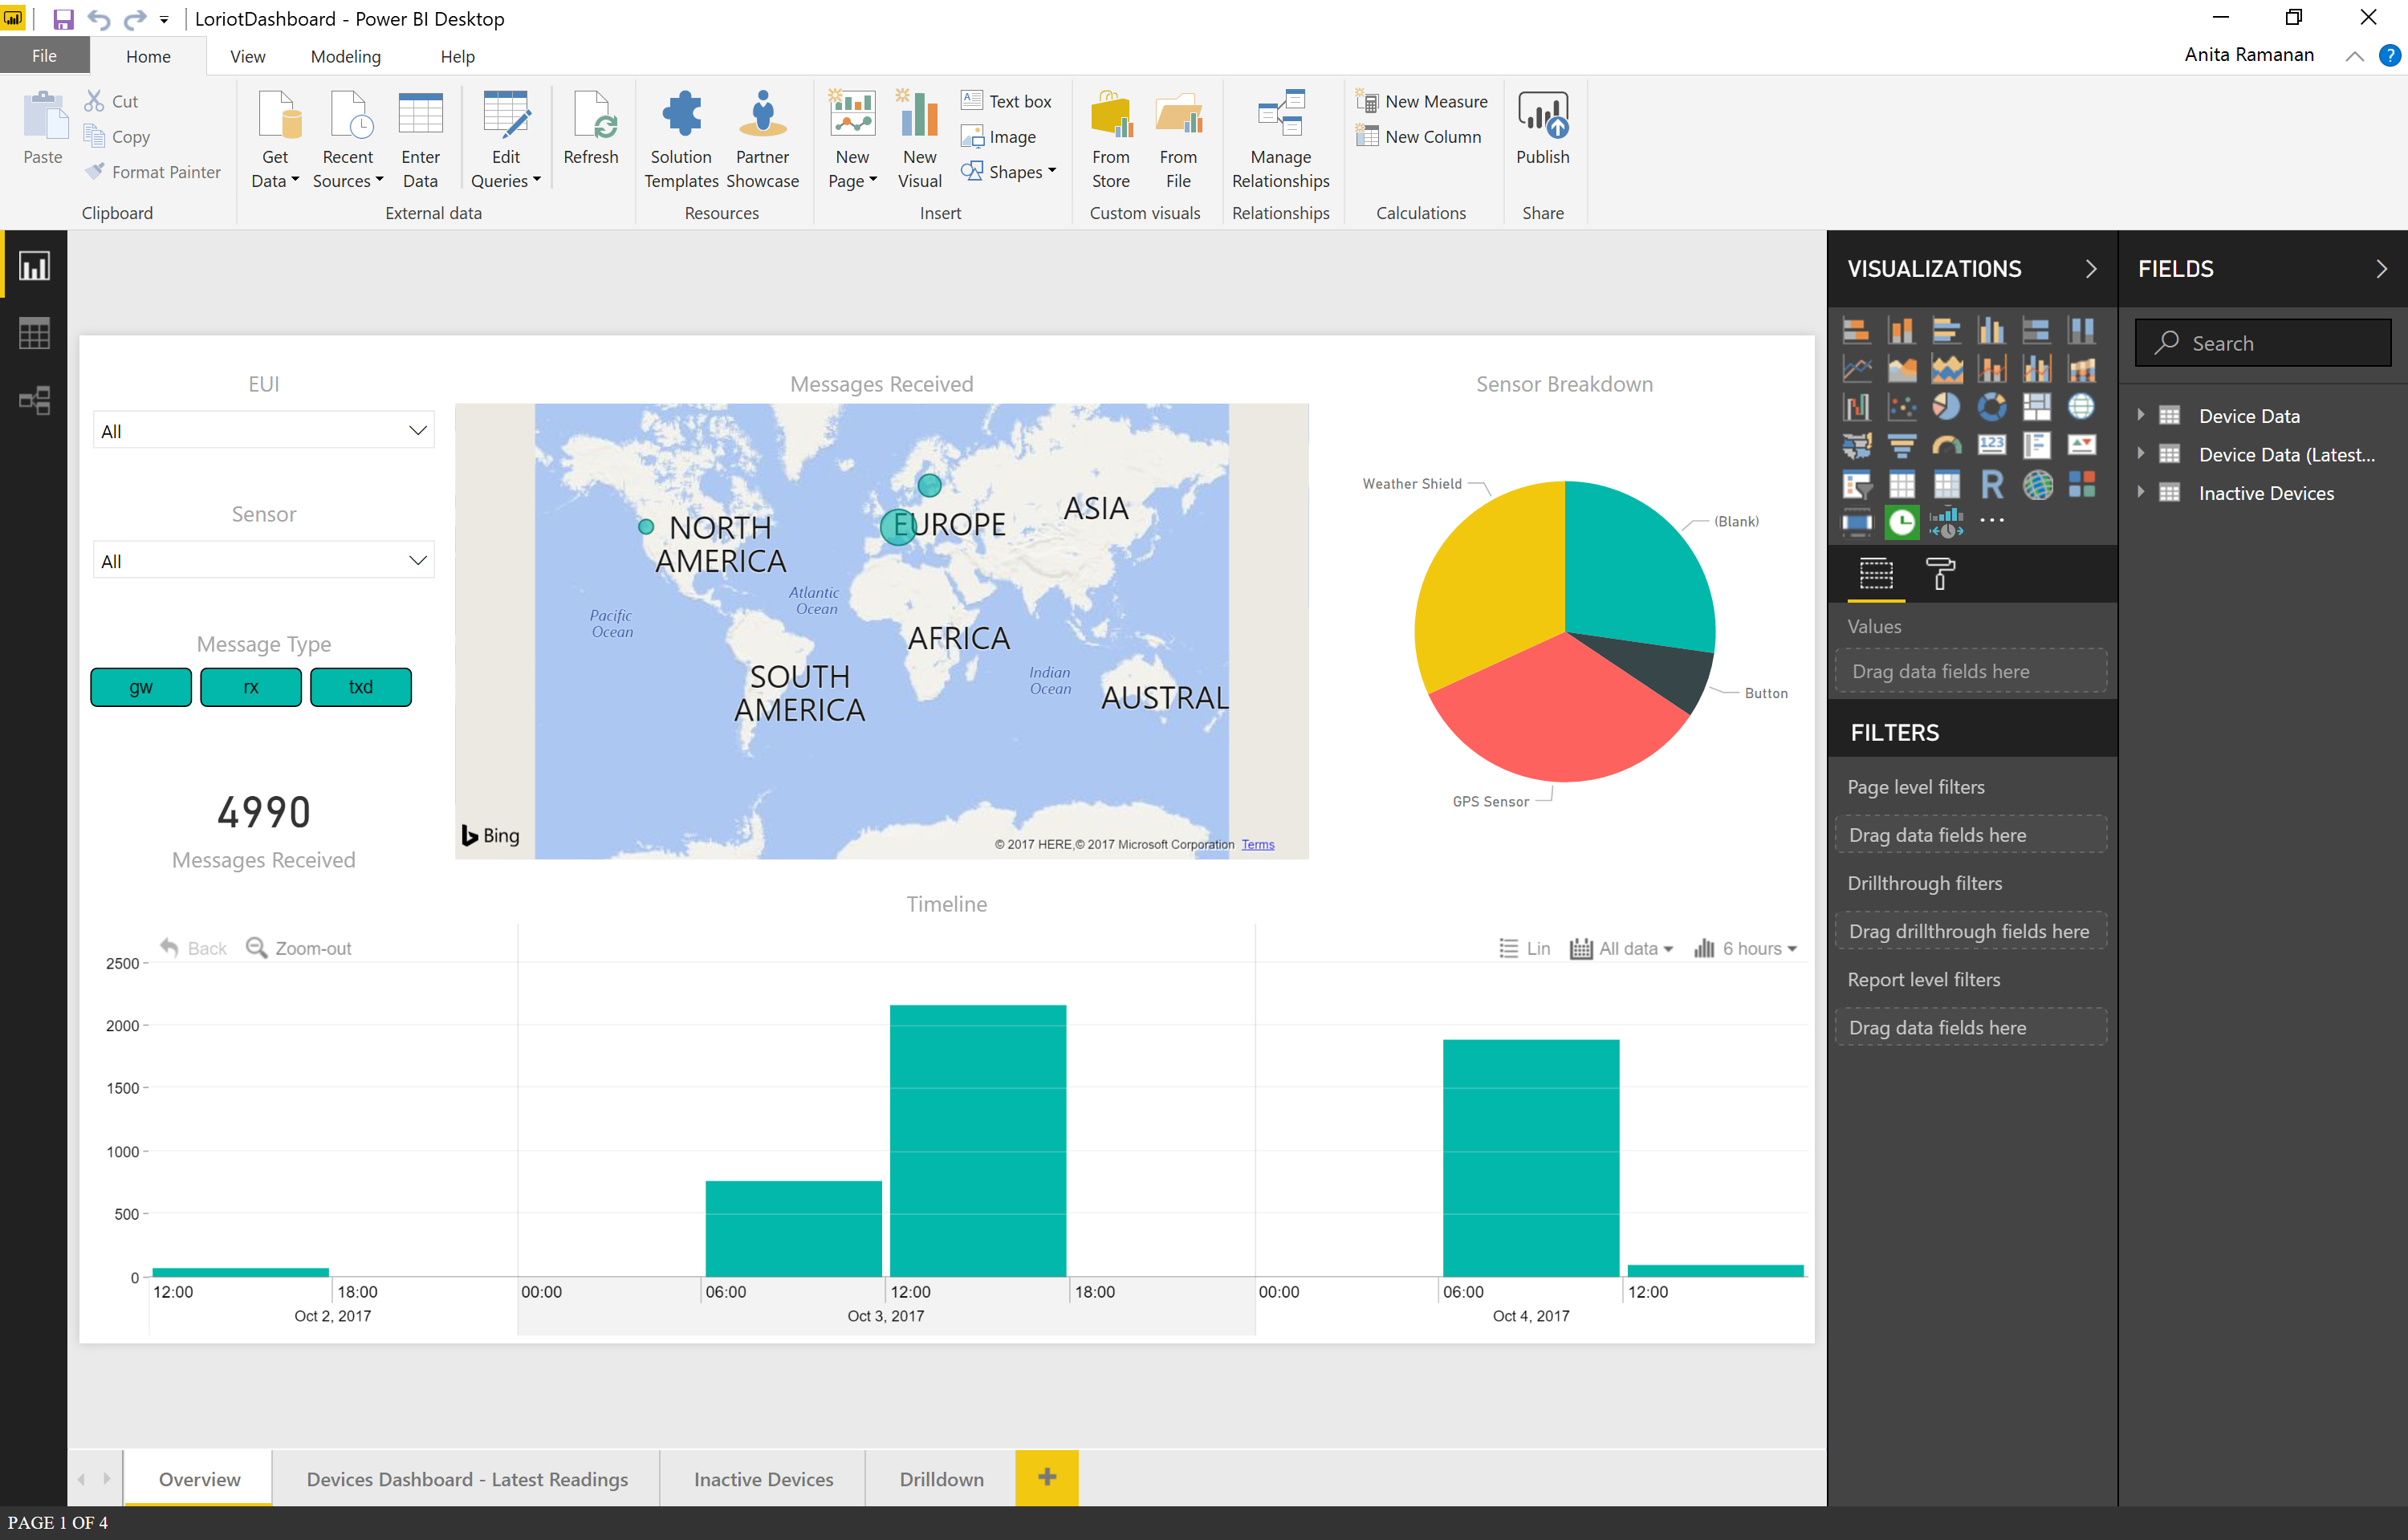 LoriotDashboard - Power BI Desktop
File
Home
View
Modeling
Help
Anita Ramanan
?
Paste
Cut
Copy
Format Painter
Clipboard
Get
Data
Recent
Sources
Enter
Data
Edit
Queries
Refresh
External data
Solution
Templates
Partner
Showcase
Resources
New
Page
New
Visual
Text box
Image
Shapes
Insert
From
Store
From
File
Custom visuals
Manage
Relationships
Relationships
New Measure
New Column
Calculations
Publish
Share
EUI
All
Sensor
All
Message Type
gw
rx
txd
4990
Messages Received
Messages Received
NORTH
AMERICA
EUROPE
ASIA
Atlantic
Ocean
Pacific
Ocean
AFRICA
SOUTH
AMERICA
Indian
Ocean
AUSTRAL
Bing
© 2017 HERE,© 2017 Microsoft Corporation Terms
Sensor Breakdown
Weather Shield
(Blank)
Button
GPS Sensor
Timeline
Back
Zoom-out
Lin
All data
6 hours
2500
2000
1500
1000
500
0
12:00
18:00
00:00
06:00
12:00
18:00
00:00
06:00
12:00
Oct 2, 2017
Oct 3, 2017
Oct 4, 2017
VISUALIZATIONS
123
R
Values
Drag data fields here
FILTERS
Page level filters
Drag data fields here
Drillthrough filters
Drag drillthrough fields here
Report level filters
Drag data fields here
FIELDS
Search
Device Data
Device Data (Latest...
Inactive Devices
Overview
Devices Dashboard - Latest Readings
Inactive Devices
Drilldown
+
PAGE 1 OF 4